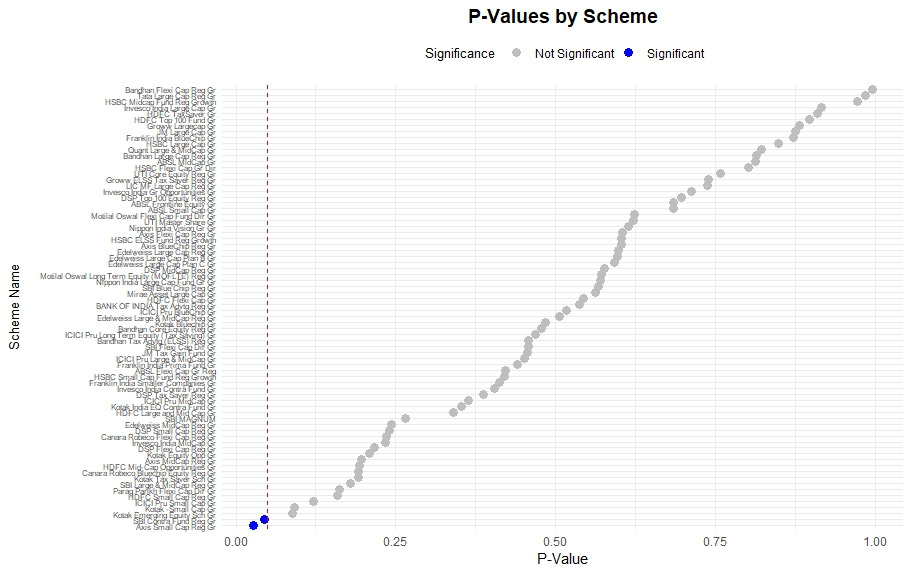 P-Values by Scheme
Significance Not Significant Significant
Scheme Name
Bandhan Flexi Cap Reg Gr
Tata Large Cap Reg Gr
HSBC Midcap Fund Reg Growth
Invesco India Large Cap Gr
HDFC TaxSaver Gr
HDFC Top 100 Fund Gr
Groww Largecap Gr
JM Large Cap Gr
Franklin India BlueChip Gr
HSBC Large Cap Gr
Quant Large & MidCap Gr
Bandhan Large Cap Reg Gr
ABSL MidCap Gr
HSBC Flexi Cap Gr Dir
UTI Core Equity Reg Gr
Groww ELSS Tax Saver Reg Gr
LIC MF Large Cap Reg Gr
Invesco India Gr Opportunities Gr
DSP Top 100 Equity Reg Gr
ABSL Frontline Equity Gr
ABSL Small Cap Gr
Motilal Oswal Flexi Cap Fund Dir Gr
UTI Master Share Gr
Nippon India Vision Gr Gr
Axis Flexi Cap Reg Gr
HSBC ELSS Fund Reg Growth
Axis BlueChip Reg Gr
Edelweiss Large Cap Reg Gr
Edelweiss Large Cap Plan B Gr
Edelweiss Large Cap Plan C Gr
DSP MidCap Reg Gr
Motilal Oswal Long Term Equity (MOFLTE) Reg Gr
Nippon India Large Cap Fund Gr Gr
SBI Blue Chip Reg Gr
Mirae Asset Large Cap Gr
HDFC Flexi Cap Gr
BANK OF INDIA Tax Advtg Reg Gr
ICICI Pru BlueChip Gr
Edelweiss Large & MidCap Reg Gr
Kotak Bluechip Gr
Bandhan Core Equity Reg Gr
ICICI Pru Long Term Equity (Tax Saving) Gr
Bandhan Tax Advtg (ELSS) Reg Gr
SBI Flexi Cap Dir Gr
JM Tax Gain Fund Gr
ICICI Pru Large & MidCap Gr
Franklin India Prima Fund Gr
ABSL Flexi Cap Gr Reg
HSBC Small Cap Fund Reg Growth
Franklin India Smaller Companies Gr
Invesco India Contra Fund Gr
DSP Tax Saver Reg Gr
ICICI Pru MidCap Gr
Kotak India EQ Contra Fund Gr
HDFC Large and Mid Cap Gr
SBI MAGNUM
Edelweiss MidCap Reg Gr
DSP Small Cap Reg Gr
Canara Robeco Flexi Cap Reg Gr
Invesco India MidCap Gr
DSP Flexi Cap Reg Gr
Kotak Equity Opp Gr
Axis MidCap Reg Gr
HDFC Mid-Cap Opportunities Gr
Canara Robeco Bluechip Equity Reg Gr
Kotak Tax Saver Sch Gr
SBI Large & MidCap Reg Gr
Parag Parikh Flexi Cap Dir Gr
HDFC Small Cap Reg Gr
ICICI Pru Small Cap Gr
Kotak - Small Cap Gr
Kotak Emerging Equity Sch Gr
SBI Contra Fund Reg Gr
Axis Small Cap Reg Gr
0.00 0.25 0.50 0.75 1.00
P-Value